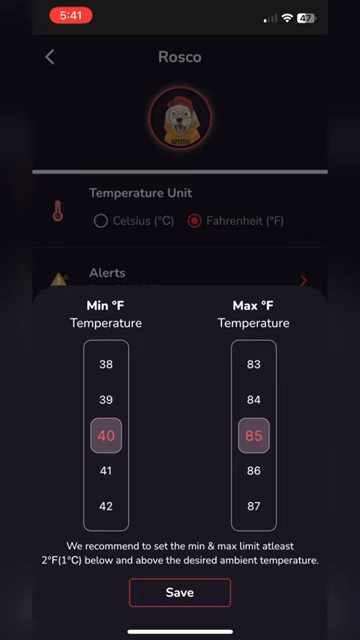 5:41
47
Rosco
Temperature Unit
Celsius (°C)
Fahrenheit (°F)
Alerts
Min °F
Temperature
Max °F
Temperature
38
39
40
41
42
83
84
85
86
87
We recommend to set the min & max limit atleast
2°F(1°C) below and above the desired ambient temperature.
Save